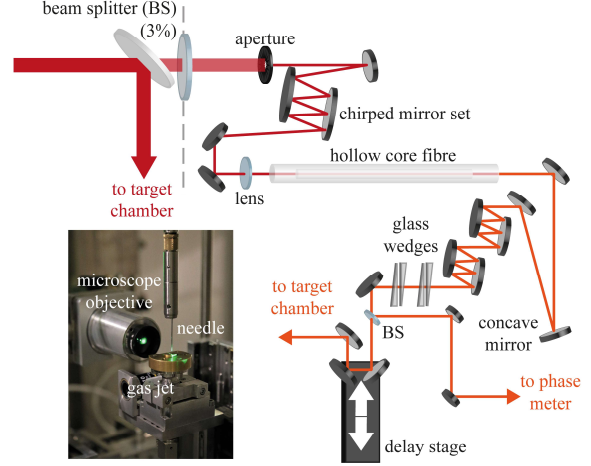 beam splitter (BS)
(3%)
aperture
chirped mirror set
hollow core fibre
to target
chamber
lens
glass
wedges
microscope
objective
needle
gas jet
to target
chamber
BS
concave
mirror
to phase
meter
delay stage